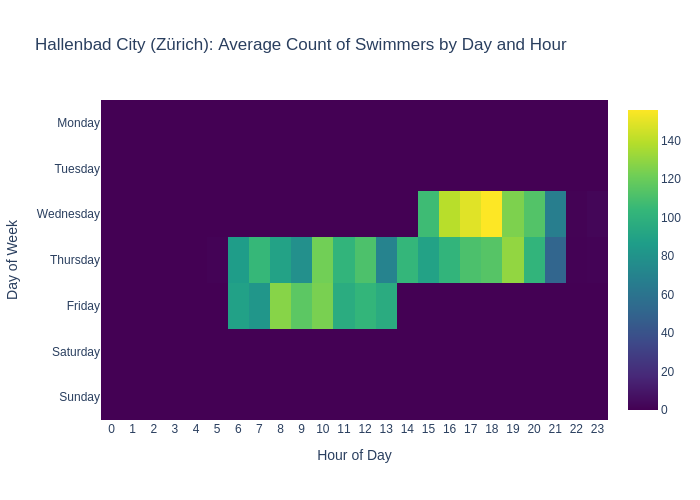 Hallenbad City (Zürich): Average Count of Swimmers by Day and Hour
Day of Week
Monday
Tuesday
Wednesday
Thursday
Friday
Saturday
Sunday
0 1 2 3 4 5 6 7 8 9 10 11 12 13 14 15 16 17 18 19 20 21 22 23
Hour of Day
140
120
100
80
60
40
20
0